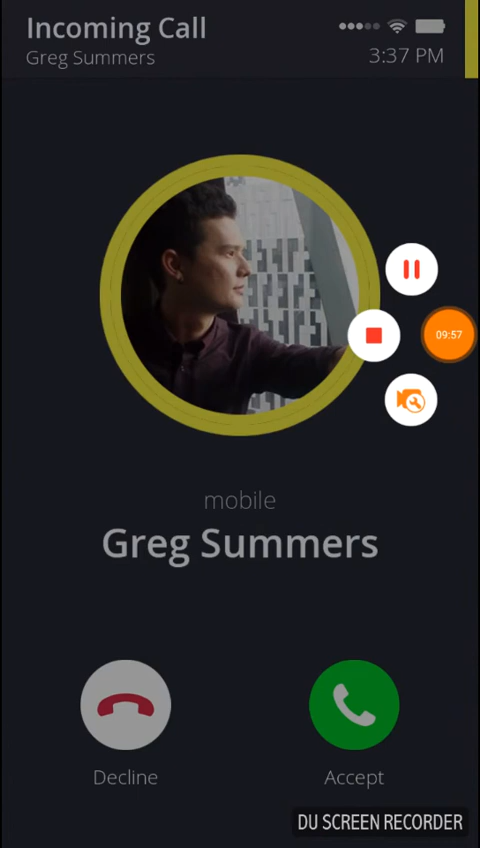 Incoming Call
Greg Summers
3:37 PM
09:57
mobile
Greg Summers
Decline
Accept
DU SCREEN RECORDER